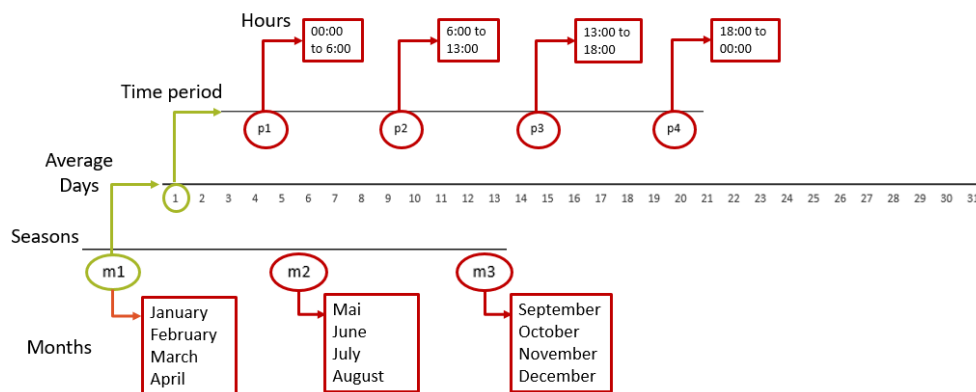 Hours
00:00
to 6:00
6:00 to
13:00
13:00 to
18:00
18:00 to
00:00
Time period
p1
p2
p3
p4
Average
Days
1 2 3 4 5 6 7 8 9 10 11 12 13 14 15 16 17 18 19 20 21 22 23 24 25 26 27 28 29 30 31
Seasons
m1
m2
m3
Months
January
February
March
April
Mai
June
July
August
September
October
November
December